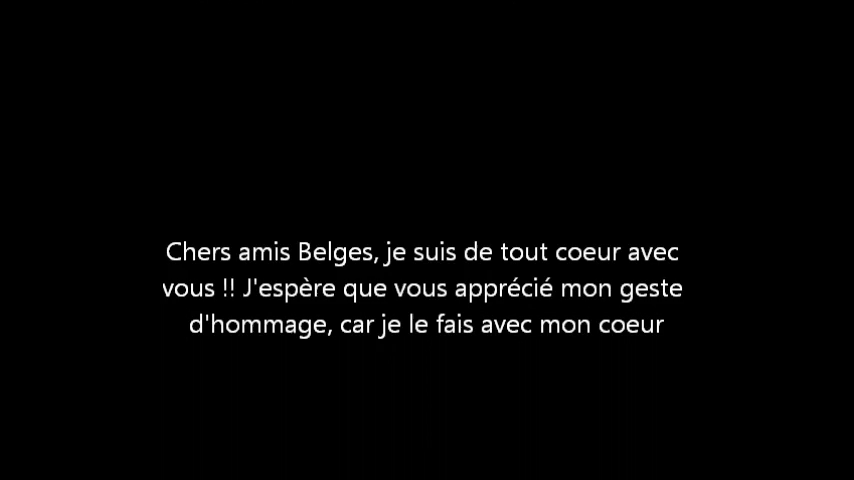 Chers amis Belges, je suis de tout coeur avec
vous !! J'espère que vous apprécié mon geste
d'hommage, car je le fais avec mon coeur